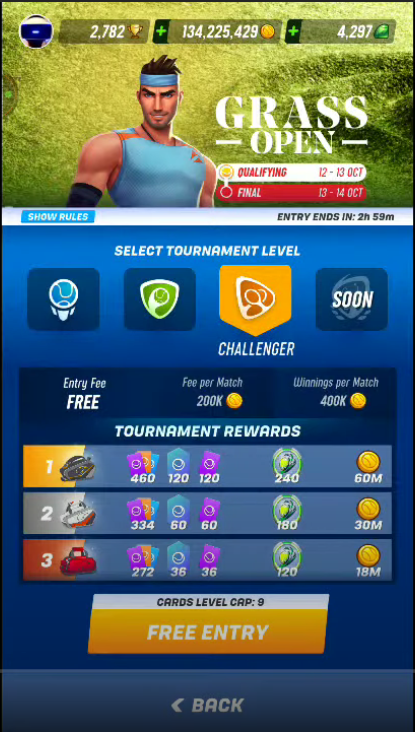 2,782 134,225,429 4,297
GRASS
OPEN
QUALIFYING 12 - 13 OCT
FINAL 13 - 14 OCT
SHOW RULES ENTRY ENDS IN: 2h 59m
SELECT TOURNAMENT LEVEL
SOON
CHALLENGER
Entry Fee Fee per Match Winnings per Match
FREE 200K 400K
TOURNAMENT REWARDS
1 460 120 120 240 60M
2 334 60 60 180 30M
3 272 36 36 120 18M
CARDS LEVEL CAP: 9
FREE ENTRY
BACK